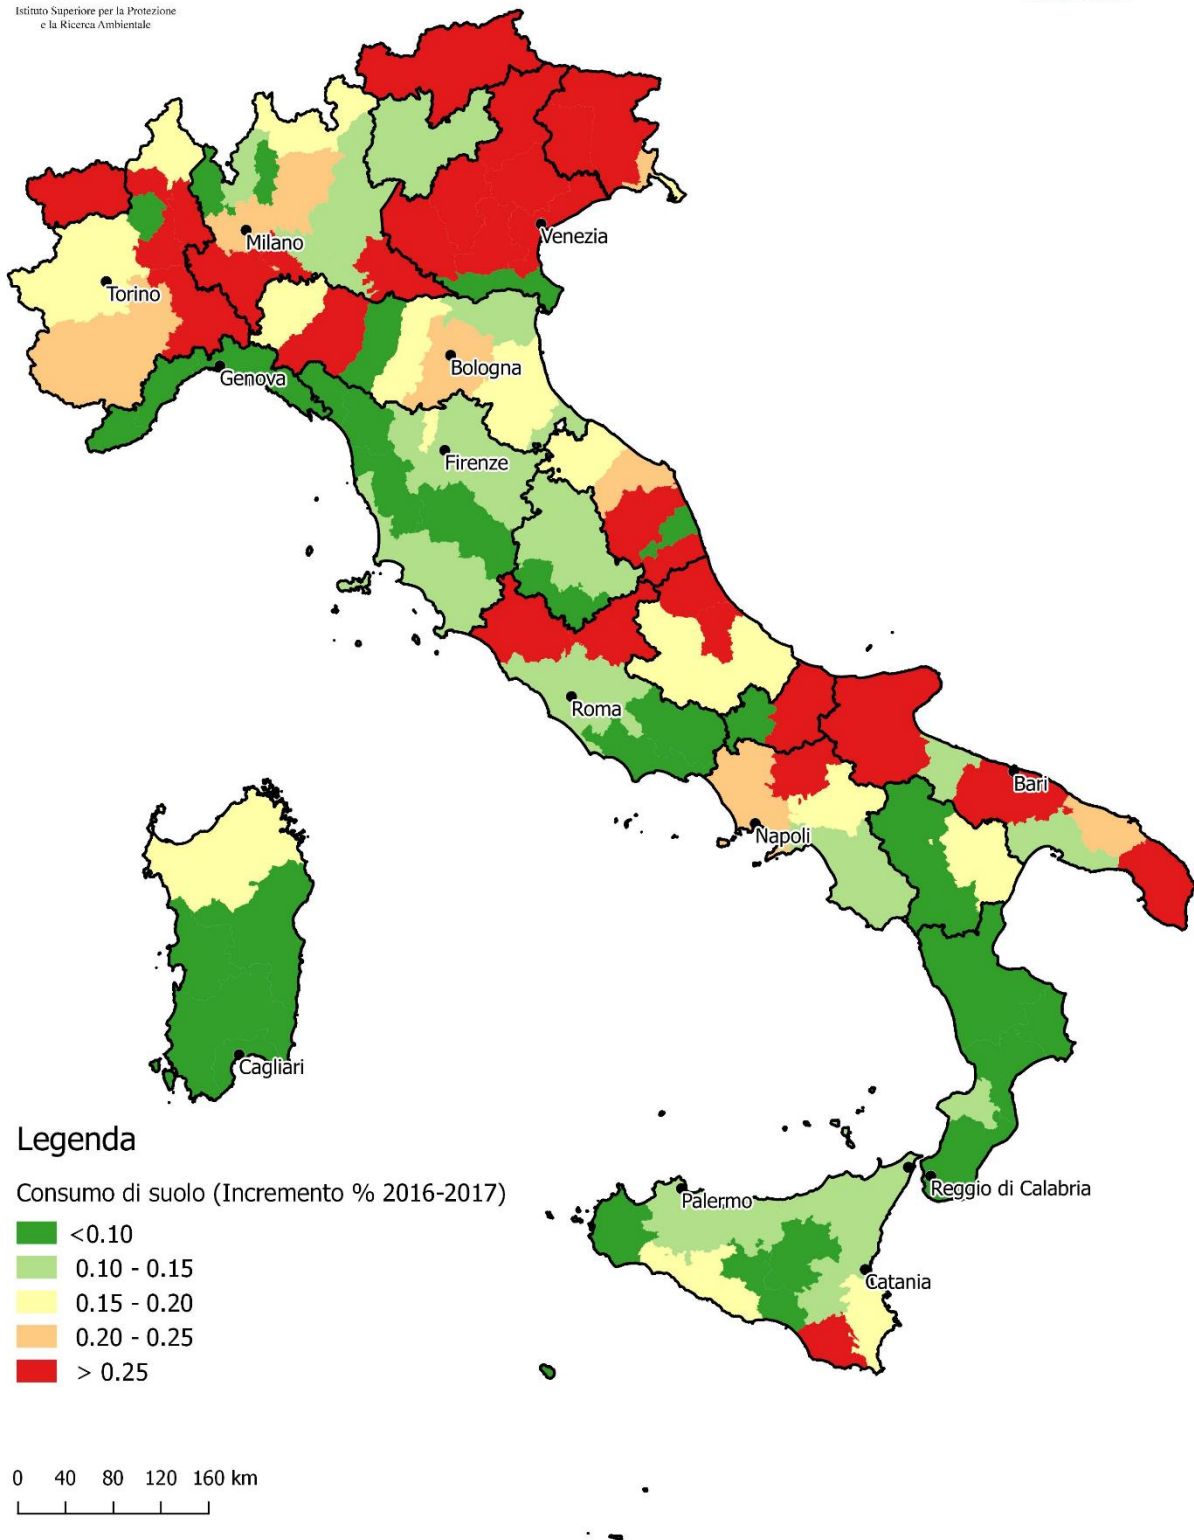 Istituto Superiore per la Protezione
e la Ricerca Ambientale
Venezia
Milano
Torino
Bologna
Genova
Firenze
Roma
Bari
Napoli
Cagliari
Legenda
Consumo di suolo (Incremento % 2016-2017)
<0.10
0.10 - 0.15
0.15 - 0.20
0.20 - 0.25
> 0.25
Reggio di Calabria
Palermo
Catania
0 40 80 120 160 km